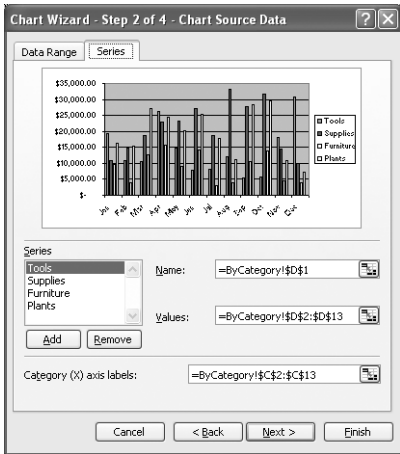 Chart Wizard - Step 2 of 4 - Chart Source Data
Data Range
Series
$35,000.00
$30,000.00
$25,000.00
$20,000.00
$15,000.00
$10,000.00
$5,000.00
$-
Jan Feb Mar Apr May Jun Jul Aug Sep Oct Nov Dec
Tools
Supplies
Furniture
Plants
Series
Tools
Supplies
Furniture
Plants
Add Remove
Name: =ByCategory!$D$1
Values: =ByCategory!$D$2:$D$13
Category (X) axis labels: =ByCategory!$C$2:$C$13
Cancel < Back Next > Finish